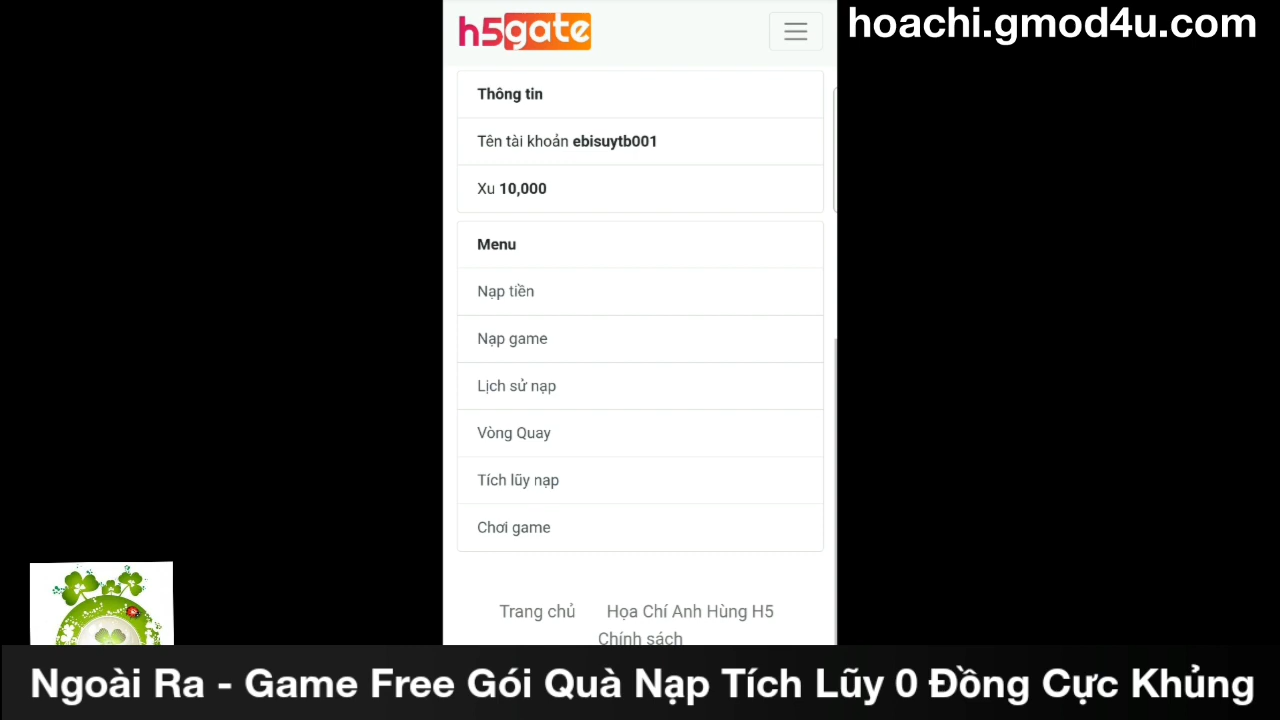 h5gate
hoachi.gmod4u.com
Thông tin
Tên tài khoản ebisuytb001
Xu 10,000
Menu
Nạp tiền
Nạp game
Lịch sử nạp
Vòng Quay
Tích lũy nạp
Chơi game
Trang chủ Họa Chí Anh Hùng H5
Chính sách
Ngoài Ra - Game Free Gói Quà Nạp Tích Lũy 0 Đồng Cực Khủng